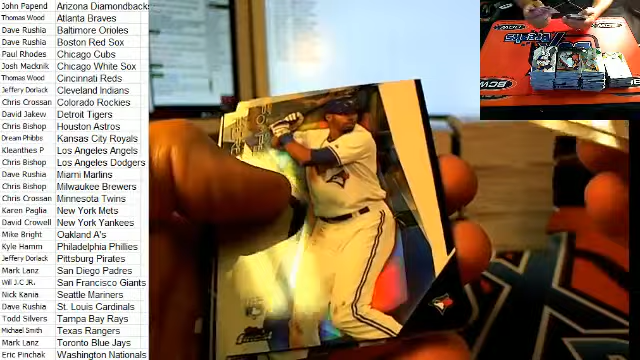 John Papend Arizona Diamondbacks
Thomas Wood Atlanta Braves
Dave Rushia Baltimore Orioles
Dave Rushia Boston Red Sox
Paul Rhodes Chicago Cubs
Josh Macknik Chicago White Sox
Thomas Wood Cincinnati Reds
Jeffery Dorlack Cleveland Indians
Chris Crossan Colorado Rockies
David Jakew Detroit Tigers
Chris Bishop Houston Astros
Dream Phibbs Kansas City Royals
Kleanthes P Los Angeles Angels
Chris Bishop Los Angeles Dodgers
Dave Rushia Miami Marlins
Chris Bishop Milwaukee Brewers
Chris Crossan Minnesota Twins
Karen Paglia New York Mets
David Crowell New York Yankees
Mike Bright Oakland A's
Kyle Hamm Philadelphia Phillies
Jeffery Dorlack Pittsburg Pirates
Mark Lanz San Diego Padres
Will J.C JR. San Francisco Giants
Nick Kania Seattle Mariners
Dave Rushia St. Louis Cardinals
Todd Silvers Tampa Bay Rays
Michael Smith Texas Rangers
Mark Lanz Toronto Blue Jays
Eric Pinchak Washington Nationals